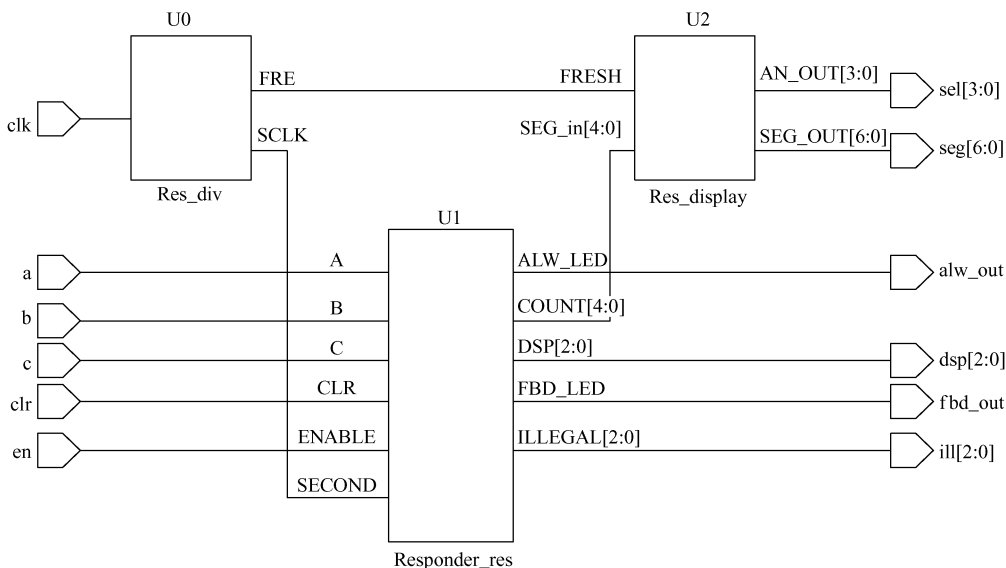 U0
U2
FRE
FRESH
AN_OUT[3:0]
sel[3:0]
clk
SCLK
SEG_in[4:0]
SEG_OUT[6:0]
seg[6:0]
Res_div
Res_display
U1
a
A
ALW_LED
alw_out
b
B
COUNT[4:0]
c
C
DSP[2:0]
dsp[2:0]
clr
CLR
FBD_LED
fbd_out
en
ENABLE
ILLEGAL[2:0]
ill[2:0]
SECOND
Responder_res